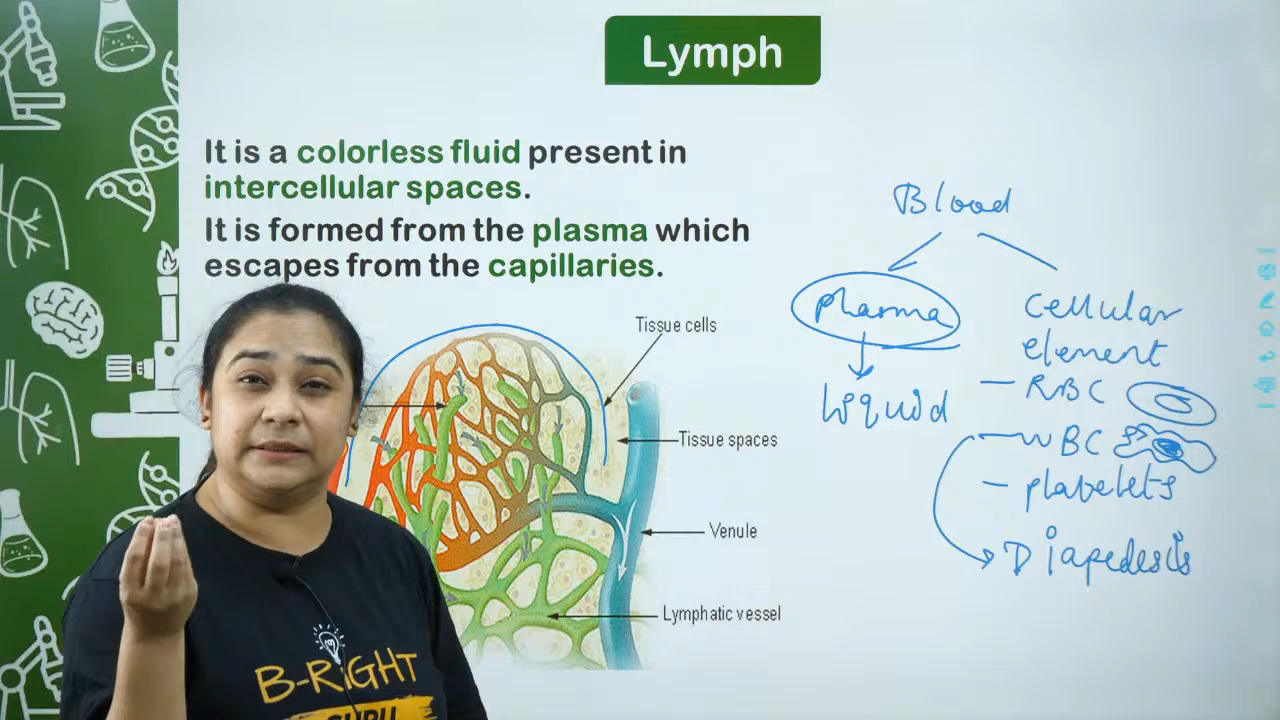 Lymph
It is a colorless fluid present in
intercellular spaces.
It is formed from the plasma which
escapes from the capillaries.
Tissue cells
Tissue spaces
Venule
Lymphatic vessel
Blood
plasma
liquid
cellular
element
– RBC
– WBC
– platelets
Diapedesis
B-RiGHT
GURU